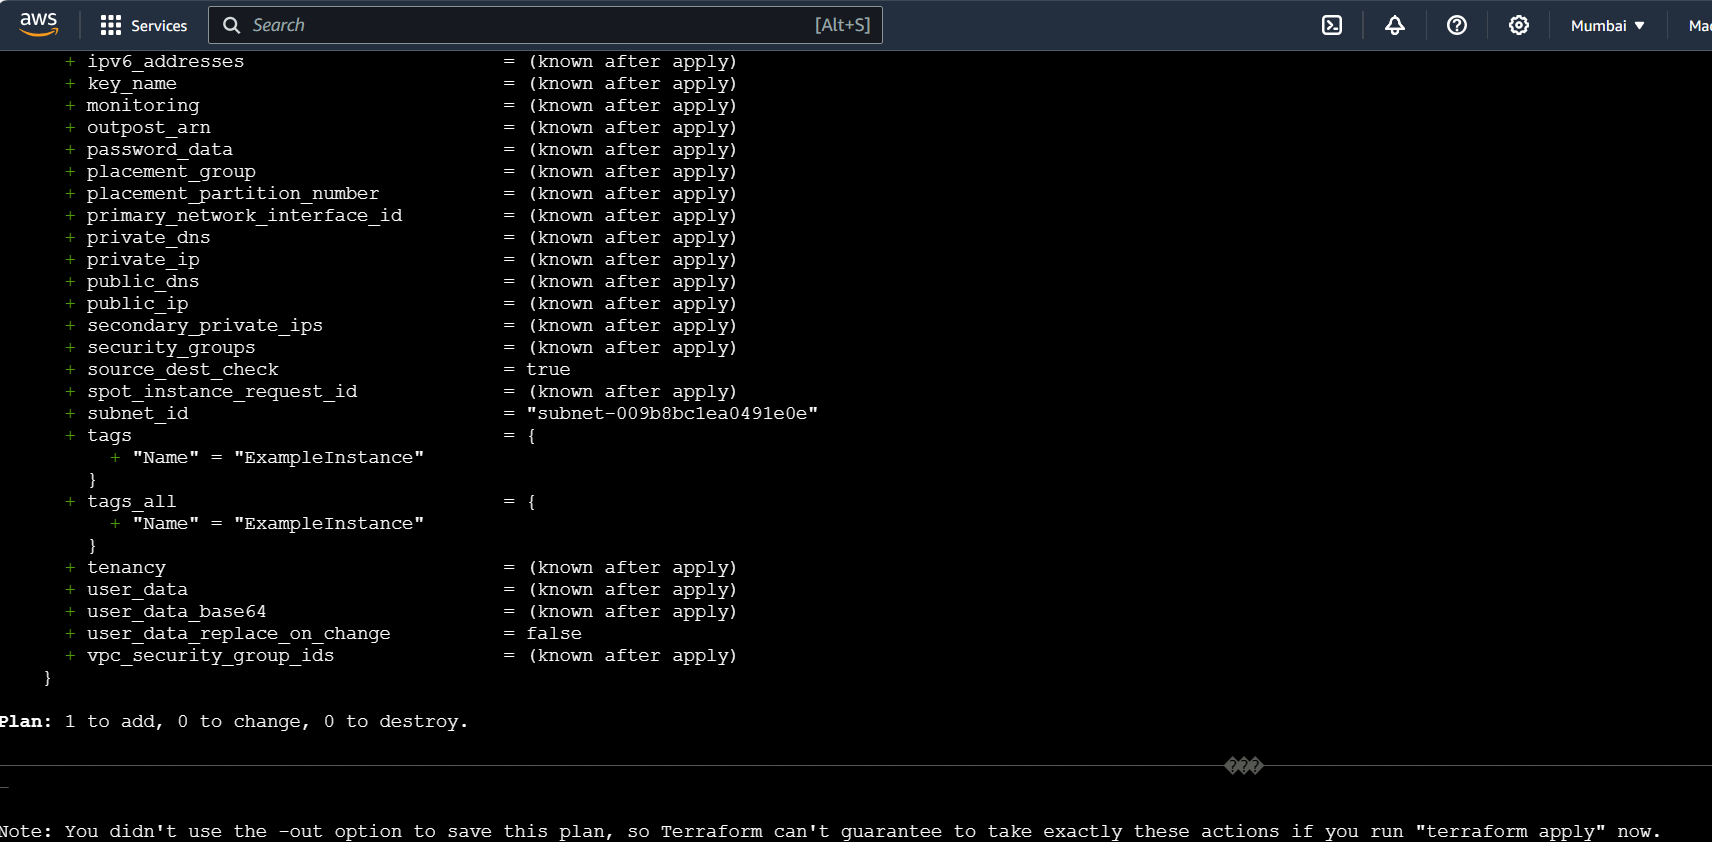 aws Services Search [Alt+S] Mumbai
+ ipv6_addresses = (known after apply)
+ key_name = (known after apply)
+ monitoring = (known after apply)
+ outpost_arn = (known after apply)
+ password_data = (known after apply)
+ placement_group = (known after apply)
+ placement_partition_number = (known after apply)
+ primary_network_interface_id = (known after apply)
+ private_dns = (known after apply)
+ private_ip = (known after apply)
+ public_dns = (known after apply)
+ public_ip = (known after apply)
+ secondary_private_ips = (known after apply)
+ security_groups = (known after apply)
+ source_dest_check = true
+ spot_instance_request_id = (known after apply)
+ subnet_id = "subnet-009b8bc1ea0491e0e"
+ tags = {
+ "Name" = "ExampleInstance"
}
+ tags_all = {
+ "Name" = "ExampleInstance"
}
+ tenancy = (known after apply)
+ user_data = (known after apply)
+ user_data_base64 = (known after apply)
+ user_data_replace_on_change = false
+ vpc_security_group_ids = (known after apply)
}
Plan: 1 to add, 0 to change, 0 to destroy.
Note: You didn't use the -out option to save this plan, so Terraform can't guarantee to take exactly these actions if you run "terraform apply" now.